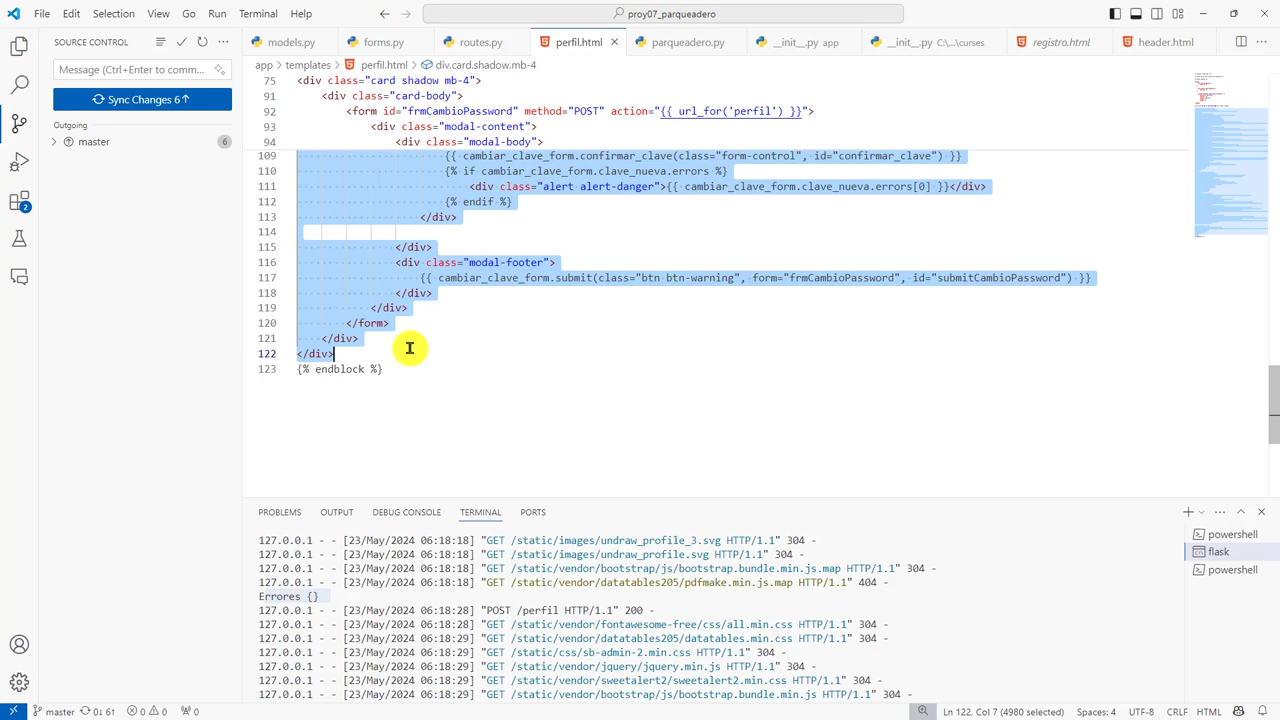 File Edit Selection View Go Run Terminal Help
proy07_parqueadero
SOURCE CONTROL
Message (Ctrl+Enter to comm...
Sync Changes 6↑
Outgoing
master 6
2
models.py forms.py routes.py perfil.html parqueadero.py __init__.py app __init__.py C:\...\curses registro.html header.html
app > templates > perfil.html > div.card.shadow.mb-4
75 <div class="card shadow mb-4">
91 <div class="card-body">
92 <form id="frmCambioPassword" method="POST" action="{{ url_for('perfil') }}">
93 <div class="modal-content">
94 <div class="modal-body">
109 {{ cambiar_clave_form.confirmar_clave(class="form-control", id="confirmar_clave") }}
110 {% if cambiar_clave_form.clave_nueva.errors %}
111 <div class="alert alert-danger">{{ cambiar_clave_form.clave_nueva.errors[0] }}</div>
112 {% endif %}
113 </div>
114
115 </div>
116 <div class="modal-footer">
117 {{ cambiar_clave_form.submit(class="btn btn-warning", form="frmCambioPassword", id="submitCambioPassword") }}
118 </div>
119 </div>
120 </form>
121 </div>
122 </div>
123 {% endblock %}
PROBLEMS OUTPUT DEBUG CONSOLE TERMINAL PORTS
powershell
flask
powershell
127.0.0.1 - - [23/May/2024 06:18:18] "GET /static/images/undraw_profile_3.svg HTTP/1.1" 304 -
127.0.0.1 - - [23/May/2024 06:18:18] "GET /static/images/undraw_profile.svg HTTP/1.1" 304 -
127.0.0.1 - - [23/May/2024 06:18:18] "GET /static/vendor/bootstrap/js/bootstrap.bundle.min.js.map HTTP/1.1" 304 -
127.0.0.1 - - [23/May/2024 06:18:18] "GET /static/vendor/datatables205/pdfmake.min.js.map HTTP/1.1" 404 -
Errores {}
127.0.0.1 - - [23/May/2024 06:18:28] "POST /perfil HTTP/1.1" 200 -
127.0.0.1 - - [23/May/2024 06:18:29] "GET /static/vendor/fontawesome-free/css/all.min.css HTTP/1.1" 304 -
127.0.0.1 - - [23/May/2024 06:18:29] "GET /static/vendor/datatables205/datatables.min.css HTTP/1.1" 304 -
127.0.0.1 - - [23/May/2024 06:18:29] "GET /static/css/sb-admin-2.min.css HTTP/1.1" 304 -
127.0.0.1 - - [23/May/2024 06:18:29] "GET /static/vendor/jquery/jquery.min.js HTTP/1.1" 304 -
127.0.0.1 - - [23/May/2024 06:18:29] "GET /static/vendor/sweetalert2/sweetalert2.min.css HTTP/1.1" 304 -
127.0.0.1 - - [23/May/2024 06:18:29] "GET /static/vendor/bootstrap/js/bootstrap.bundle.min.js HTTP/1.1" 304 -
master 0↓ 6↑ 0 0 0 Ln 122, Col 7 (4980 selected) Spaces: 4 UTF-8 CRLF HTML